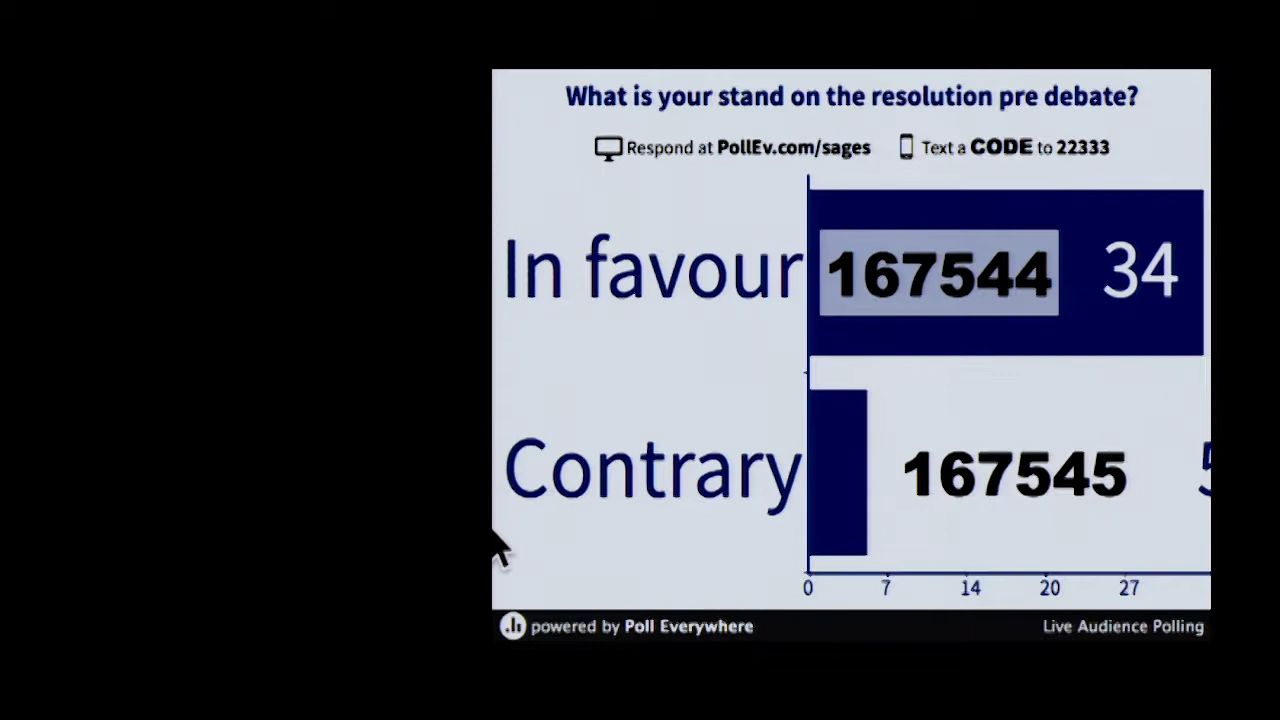 What is your stand on the resolution pre debate?
Respond at PollEv.com/sages Text a CODE to 22333
In favour 167544 34
Contrary 167545 5
0 7 14 20 27
powered by Poll Everywhere Live Audience Polling